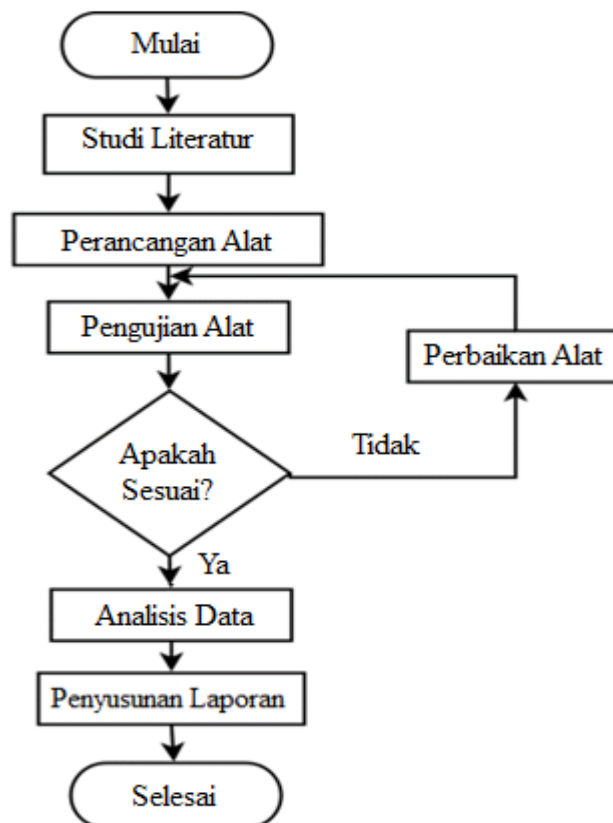 Mulai
Studi Literatur
Perancangan Alat
Pengujian Alat
Perbaikan Alat
Apakah
Sesuai?
Tidak
Ya
Analisis Data
Penyusunan Laporan
Selesai